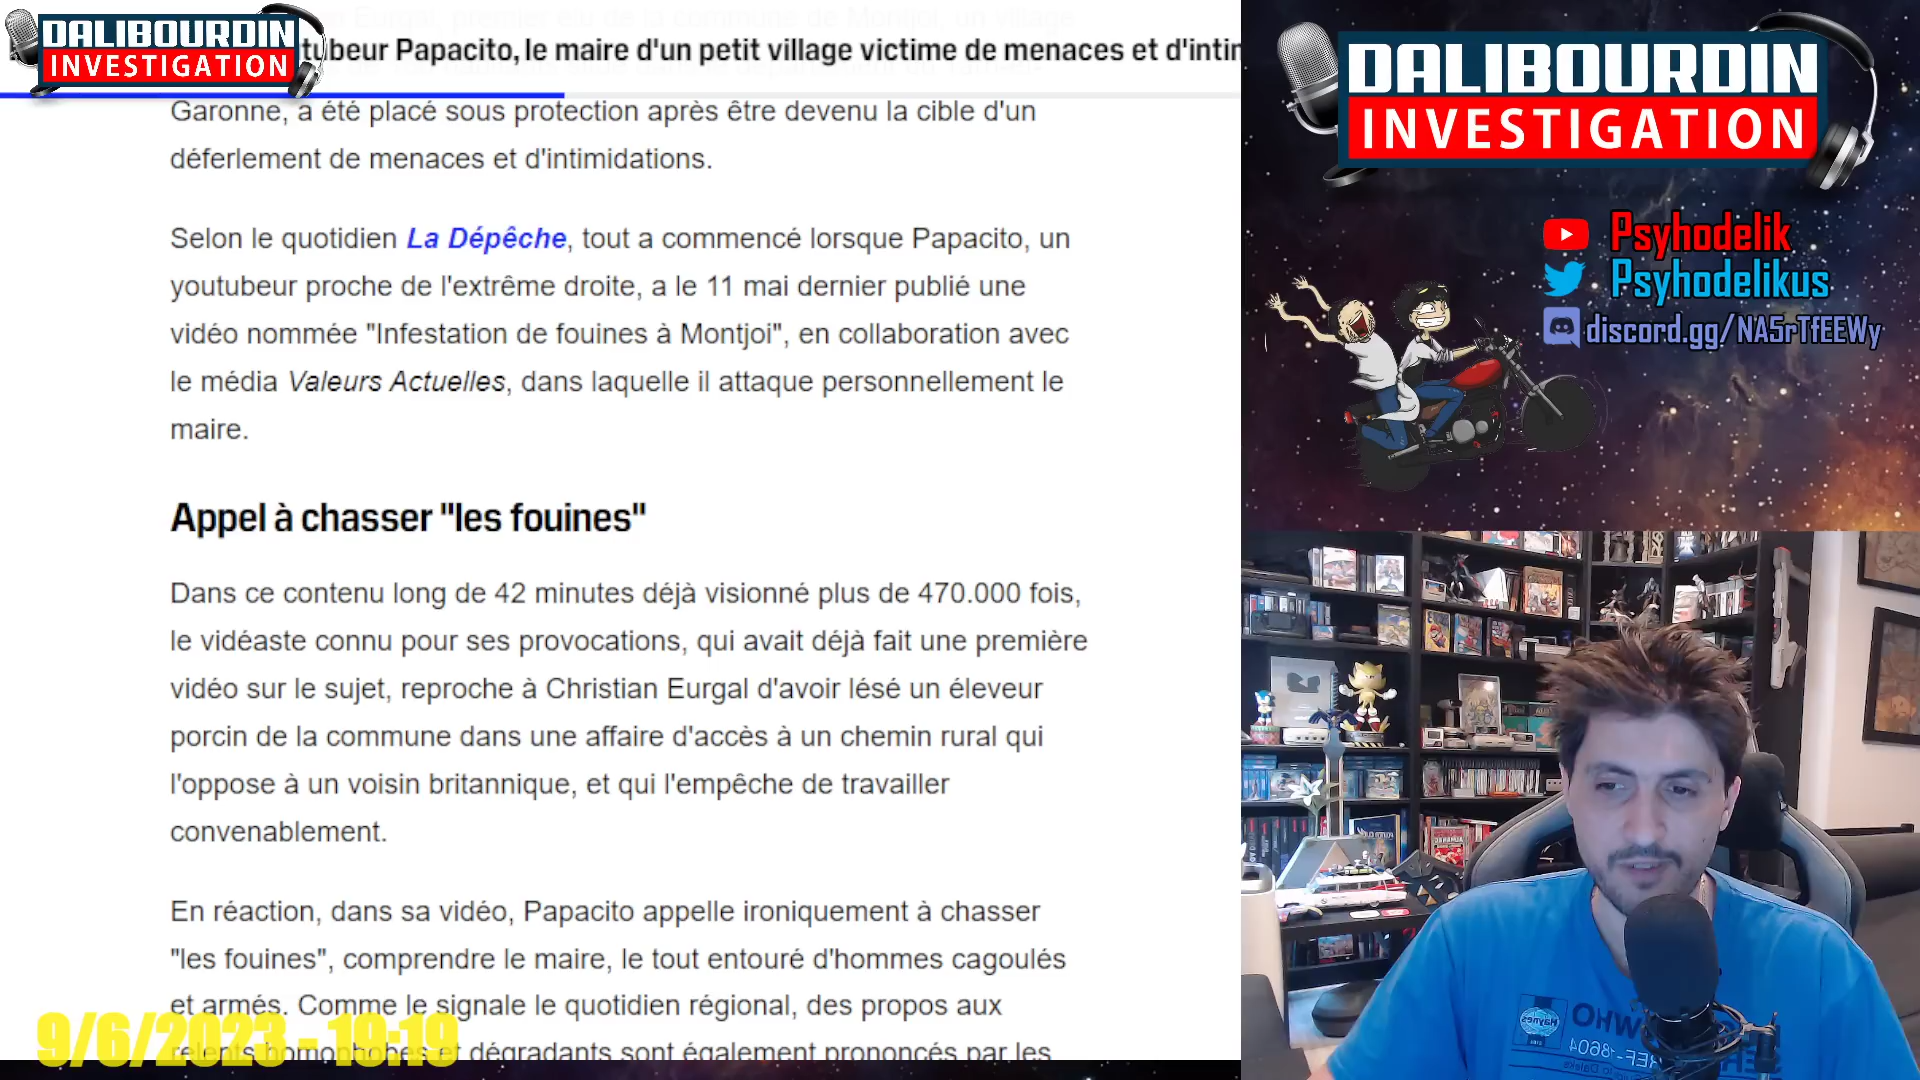 DALIBOURDIN
INVESTIGATION
tubeur Papacito, le maire d'un petit village victime de menaces et d'intin
Garonne, a été placé sous protection après être devenu la cible d'un
déferlement de menaces et d'intimidations.
Selon le quotidien La Dépêche, tout a commencé lorsque Papacito, un
youtubeur proche de l'extrême droite, a le 11 mai dernier publié une
vidéo nommée "Infestation de fouines à Montjoi", en collaboration avec
le média Valeurs Actuelles, dans laquelle il attaque personnellement le
maire.
Appel à chasser "les fouines"
Dans ce contenu long de 42 minutes déjà visionné plus de 470.000 fois,
le vidéaste connu pour ses provocations, qui avait déjà fait une première
vidéo sur le sujet, reproche à Christian Eurgal d'avoir lésé un éleveur
porcin de la commune dans une affaire d'accès à un chemin rural qui
l'oppose à un voisin britannique, et qui l'empêche de travailler
convenablement.
En réaction, dans sa vidéo, Papacito appelle ironiquement à chasser
"les fouines", comprendre le maire, le tout entouré d'hommes cagoulés
et armés. Comme le signale le quotidien régional, des propos aux
relents homophobes et dégradants sont également prononcés par les
9/6/2023 - 19:19
DALIBOURDIN
INVESTIGATION
Psyhodelik
Psyhodelikus
discord.gg/NA5rTfEEWy